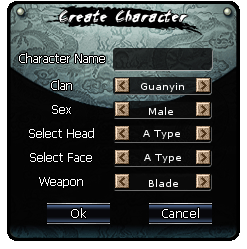 Create Character
Character Name
Clan Guanyin
Sex Male
Select Head A Type
Select Face A Type
Weapon Blade
Ok Cancel